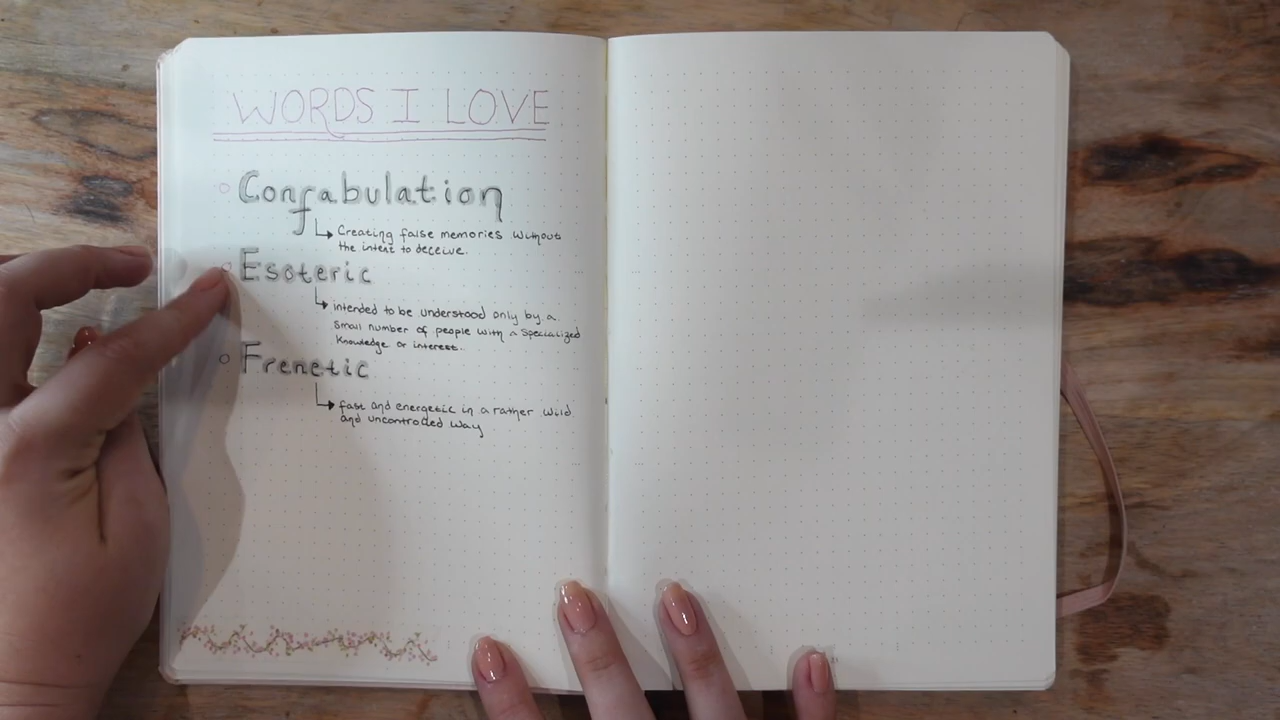 WORDS I LOVE
Confabulation
Creating false memories without
the intent to deceive.
Esoteric
intended to be understood only by a
small number of people with a specialized
knowledge or interest.
Frenetic
fast and energetic in a rather wild
and uncontrolled way